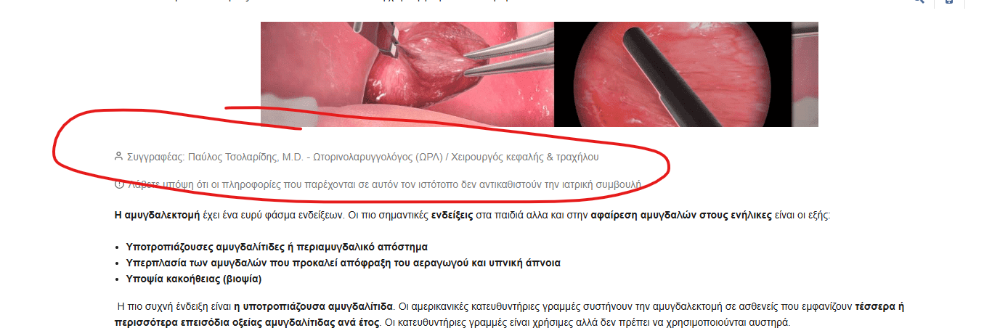 Συγγραφέας: Παύλος Τσολαρίδης, M.D. - Ωτορινολαρυγγολόγος (ΩΡΛ) / Χειρουργός κεφαλής & τραχήλου
Λάβετε υπόψη ότι οι πληροφορίες που παρέχονται σε αυτόν τον ιστότοπο δεν αντικαθιστούν την ιατρική συμβουλή
Η αμυγδαλεκτομή έχει ένα ευρύ φάσμα ενδείξεων. Οι πιο σημαντικές ενδείξεις στα παιδιά αλλα και στην αφαίρεση αμυγδαλών στους ενήλικες είναι οι εξής:
• Υποτροπιάζουσες αμυγδαλίτιδες ή περιαμυγδαλικό απόστημα
• Υπερπλασία των αμυγδαλών που προκαλεί απόφραξη του αεραγωγού και υπνική άπνοια
• Υποψία κακοήθειας (βιοψία)
Η πιο συχνή ένδειξη είναι η υποτροπιάζουσα αμυγδαλίτιδα. Οι αμερικανικές κατευθυντήριες γραμμές συστήνουν την αμυγδαλεκτομή σε ασθενείς που εμφανίζουν τέσσερα ή
περισσότερα επεισόδια οξείας αμυγδαλίτιδας ανά έτος. Οι κατευθυντήριες γραμμές είναι χρήσιμες αλλά δεν πρέπει να χρησιμοποιούνται αυστηρά.